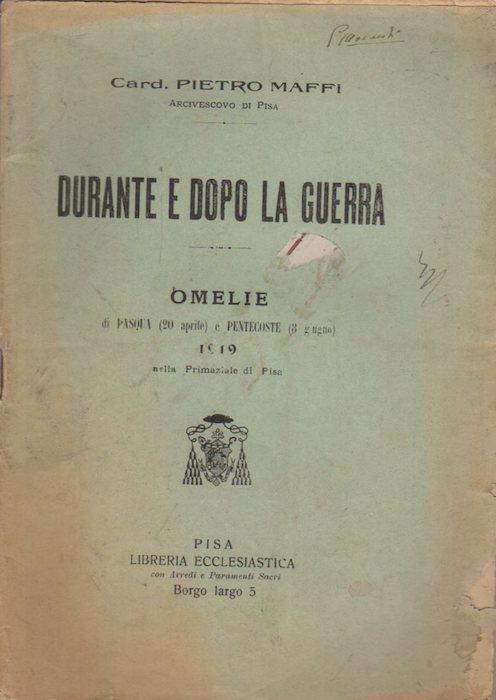 Card. PIETRO MAFFI
ARCIVESCOVO DI PISA
DURANTE E DOPO LA GUERRA
OMELIE
di PASQUA (20 aprile) e PENTECOSTE (8 g ugno)
1919
nella Primaziale di Pisa
PISA
LIBRERIA ECCLESIASTICA
con Arredi e Paramenti Sacri
Borgo largo 5